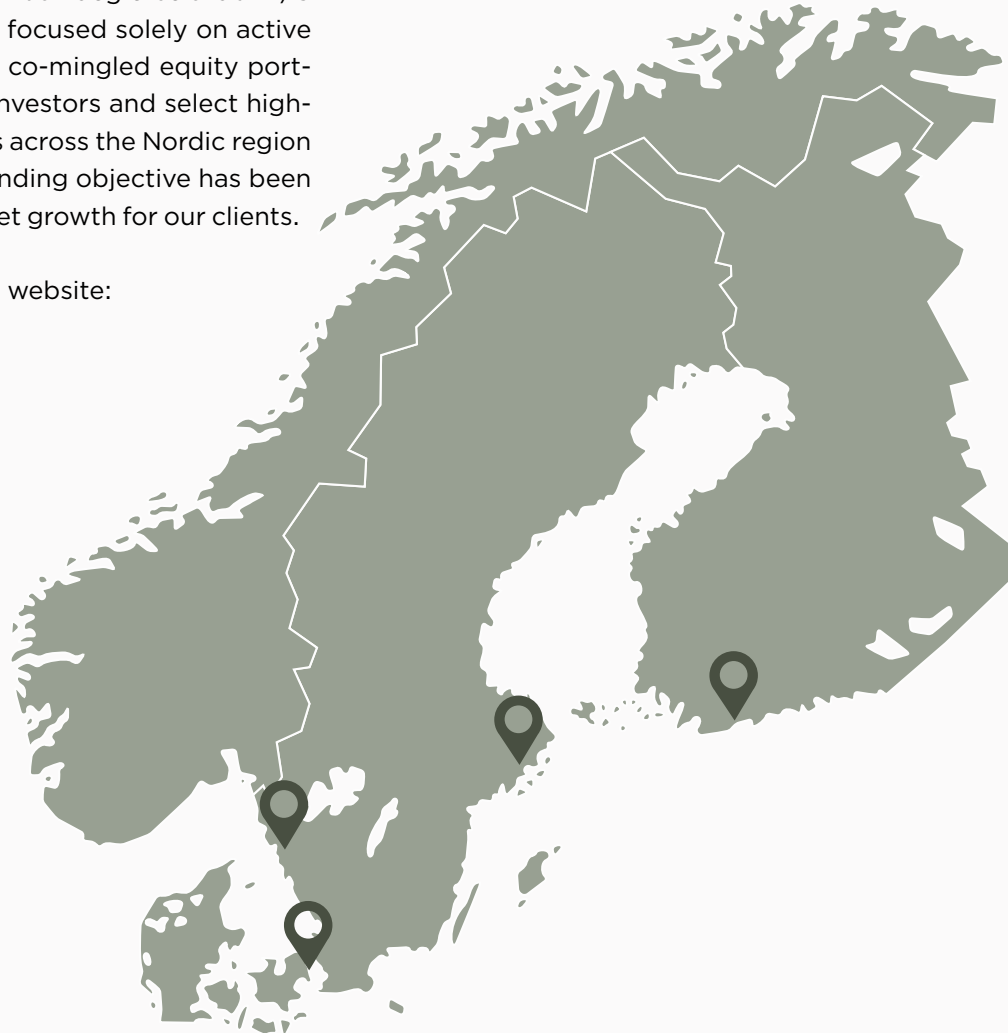 focused solely on active
co-mingled equity port-
nvestors and select high-
s across the Nordic region
nding objective has been
et growth for our clients.
website: